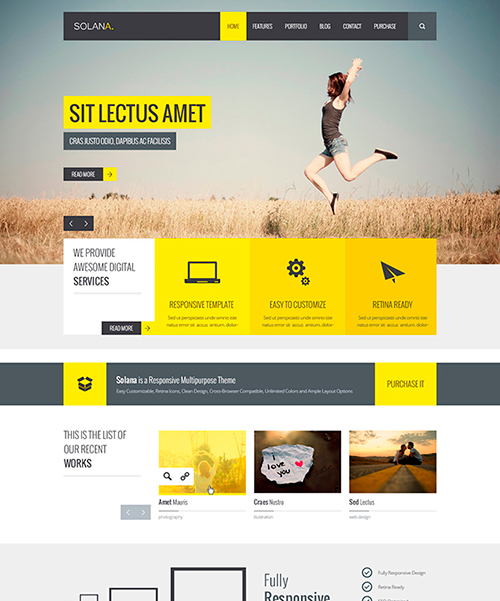 SOLANA.
HOME FEATURES PORTFOLIO BLOG CONTACT PURCHASE
SIT LECTUS AMET
CRAS JUSTO ODIO, DAPIBUS AC FACILISIS
READ MORE
WE PROVIDE
AWESOME DIGITAL
SERVICES
READ MORE
RESPONSIVE TEMPLATE
Sed ut perspiciatis unde omnis iste
natus error sit accus antium. dolor
EASY TO CUSTOMIZE
Sed ut perspiciatis unde omnis iste
natus error sit accus antium. dolor
RETINA READY
Sed ut perspiciatis unde omnis iste
natus error sit accus antium. dolor
Solana is a Responsive Multipurpose Theme
Easy Customizable, Retina Icons, Clean Design, Cross-Browser Compatible, Unlimited Colors and Ample Layout Options
PURCHASE IT
THIS IS THE LIST OF
OUR RECENT
WORKS
Amet Mauris
photography
i
love
you
Craes Nostra
illustration
Sed Lectus
web design
Fully
Responsive
Fully Responsive Design
Retina Ready